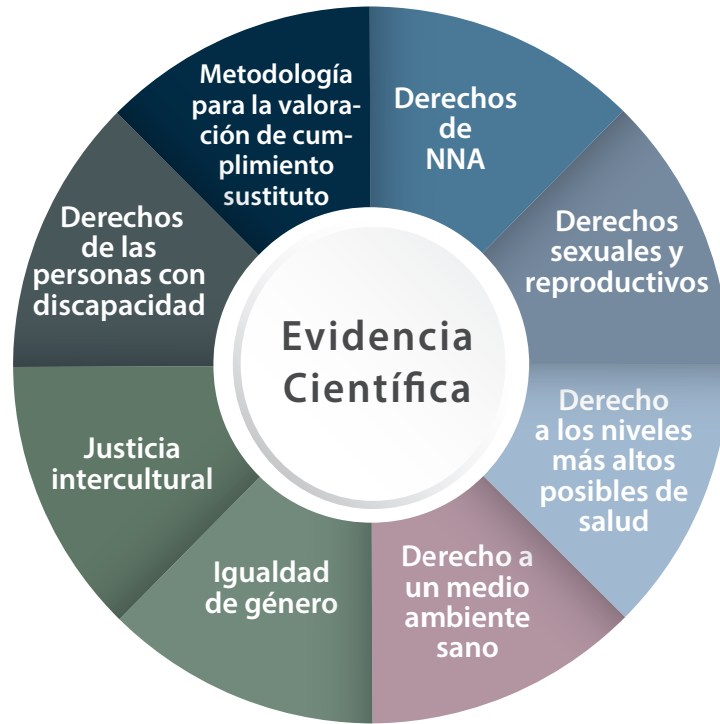 Metodología
para la valora-
ción de cum-
plimiento
sustituto
Derechos
de
NNA
Derechos
sexuales y
reproductivos
Derecho
a los niveles
más altos
posibles de
salud
Derecho a
un medio
ambiente
sano
Igualdad
de género
Justicia
intercultural
Derechos
de las
personas con
discapacidad
Evidencia
Científica